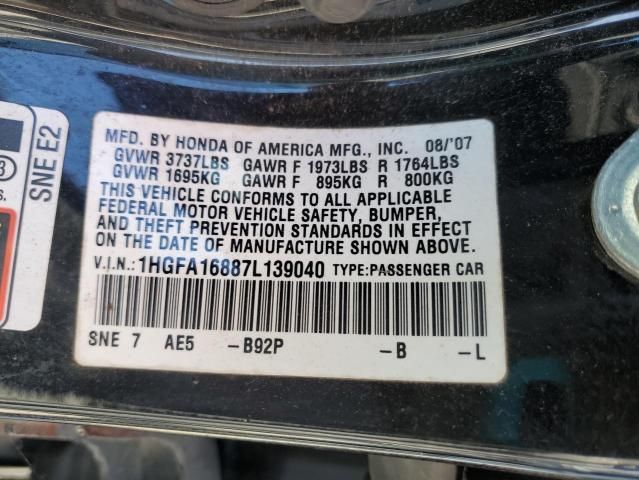 MFD. BY HONDA OF AMERICA MFG., INC. 08/'07
GVWR 3737LBS GAWR F 1973LBS R 1764LBS
GVWR 1695KG GAWR F 895KG R 800KG
THIS VEHICLE CONFORMS TO ALL APPLICABLE
FEDERAL MOTOR VEHICLE SAFETY, BUMPER,
AND THEFT PREVENTION STANDARDS IN EFFECT
ON THE DATE OF MANUFACTURE SHOWN ABOVE.
V.I.N.: 1HGFA16887L139040 TYPE:PASSENGER CAR
SNE 7 AE5 -B92P -B -L
SNE E2
3
S.